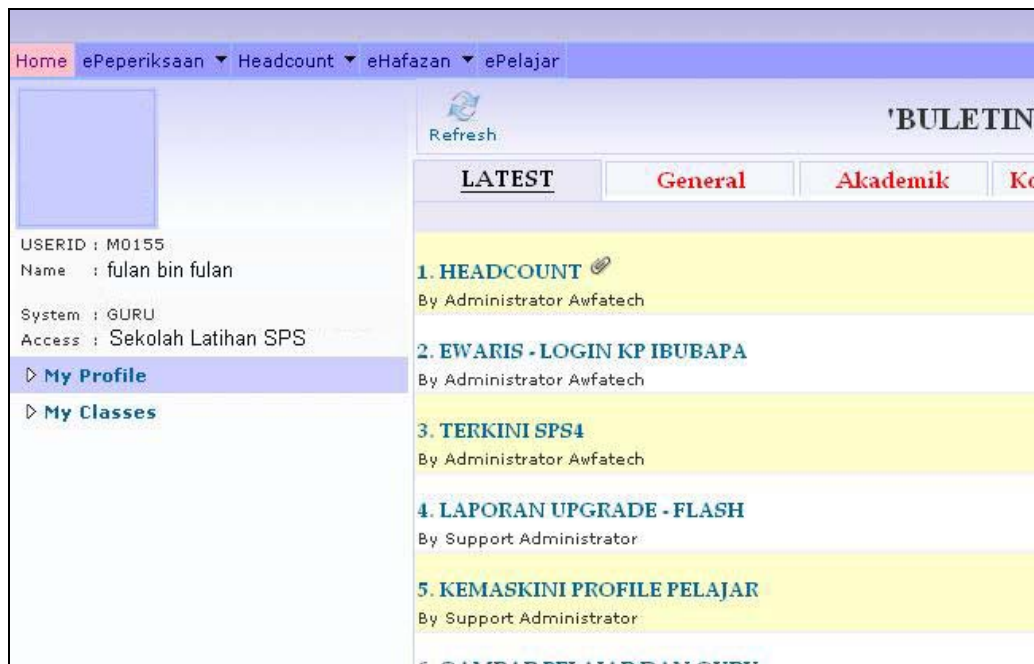 Home ePeperiksaan Headcount eHafazan ePelajar
Refresh
'BULETIN
LATEST General Akademik
USERID : M0155
Name : fulan bin fulan
System : GURU
Access : Sekolah Latihan SPS
My Profile
My Classes
1. HEADCOUNT
By Administrator Awfatech
2. EWARIS - LOGIN KP IBUBAPA
By Administrator Awfatech
3. TERKINI SPS4
By Administrator Awfatech
4. LAPORAN UPGRADE - FLASH
By Support Administrator
5. KEMASKINI PROFILE PELAJAR
By Support Administrator